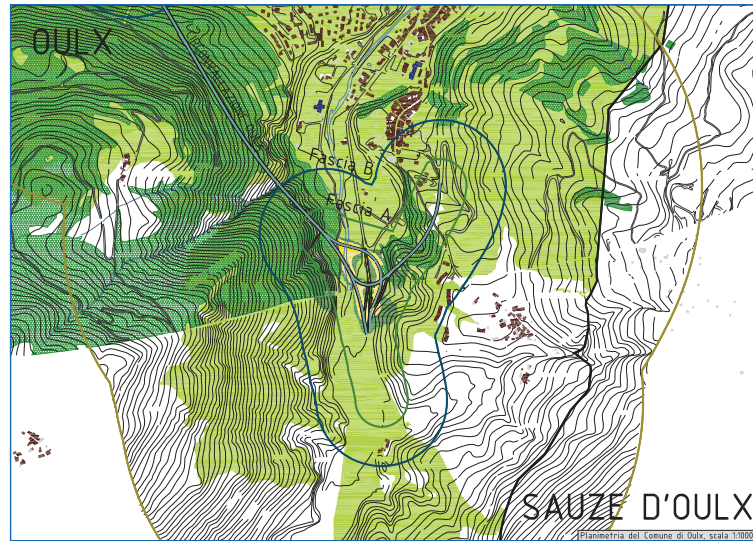 OULX
Fascia B
Fascia A
SAUZE D'OULX
Planimetria del Comune di Oulx, scala 1:1000